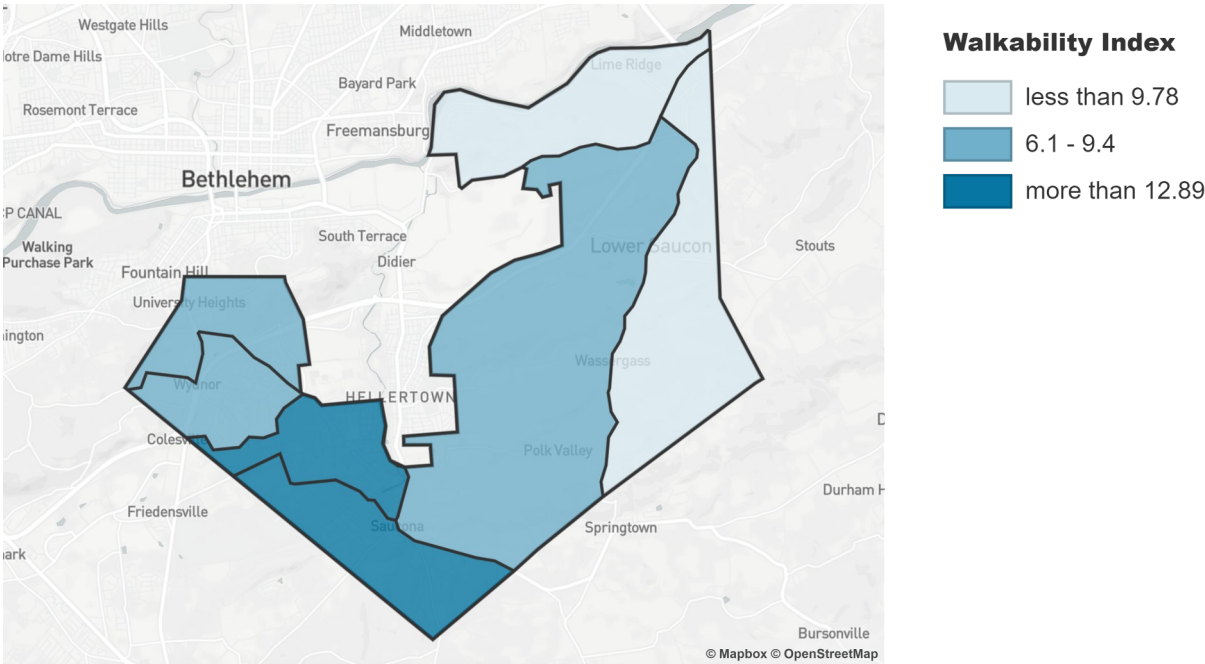 Westgate Hills
Middletown
otre Dame Hills
Lime Ridge
Bayard Park
Rosemont Terrace
Freemansburg
Bethlehem
CP CANAL
Walking
Purchase Park
South Terrace
Lower Saucon
Stouts
Didier
Fountain Hill
University Heights
ington
Wassergass
Wydnor
HELLERTOWN
Colesville
Polk Valley
Durham H
Friedensville
Saucona
Springtown
ark
Bursonville
© Mapbox © OpenStreetMap
Walkability Index
less than 9.78
6.1 - 9.4
more than 12.89